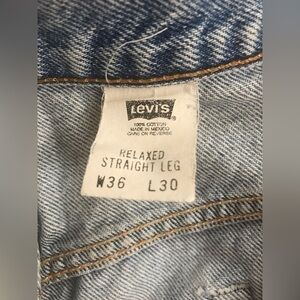 Levi's
100% COTTON
MADE IN MEXICO
CARE ON REVERSE
RELAXED
STRAIGHT LEG
W36 L30